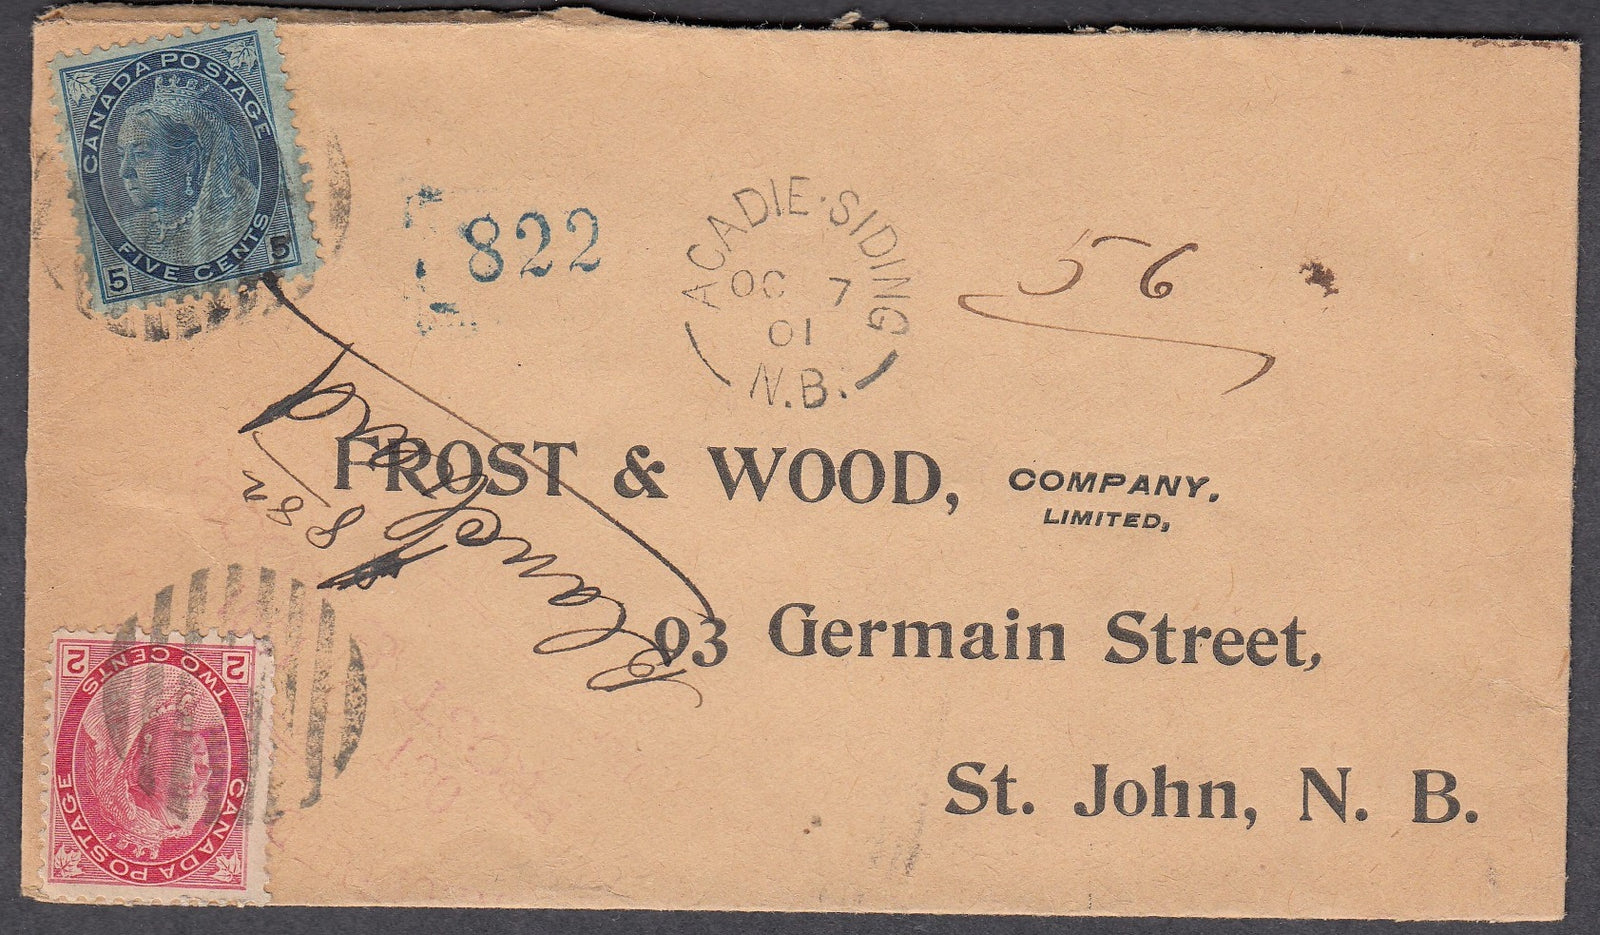 CANADA POSTAGE
FIVE CENTS
5 5
822
ACADIE·SIDING
OC 7
01
N.B.
56
FROST & WOOD, COMPANY.
LIMITED,
93 Germain Street,
St. John, N. B.
882
2 TWO CENTS 2
CANADA POSTAGE